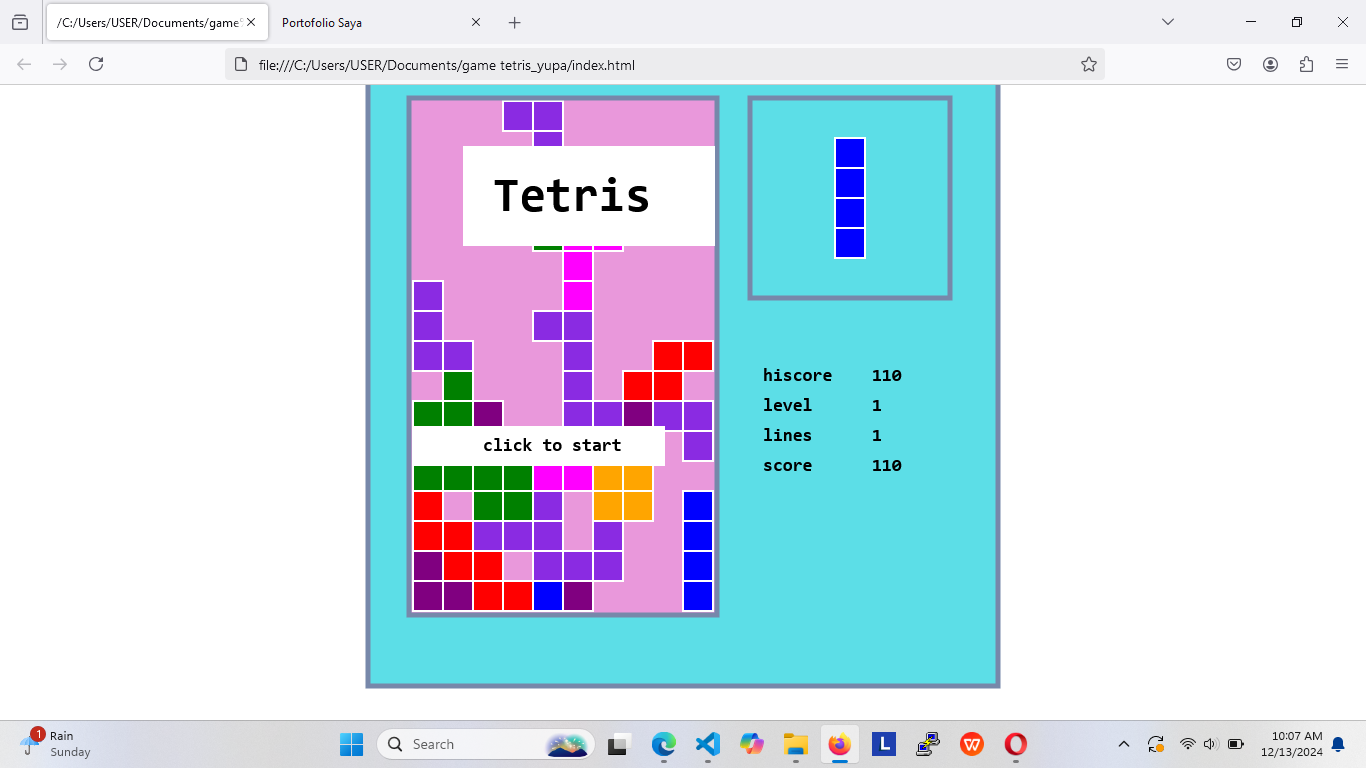 /C:/Users/USER/Documents/game
Portofolio Saya
file:///C:/Users/USER/Documents/game tetris_yupa/index.html
Tetris
hiscore 110
level 1
lines 1
score 110
click to start
1
Rain
Sunday
Search
L
W
10:07 AM
12/13/2024